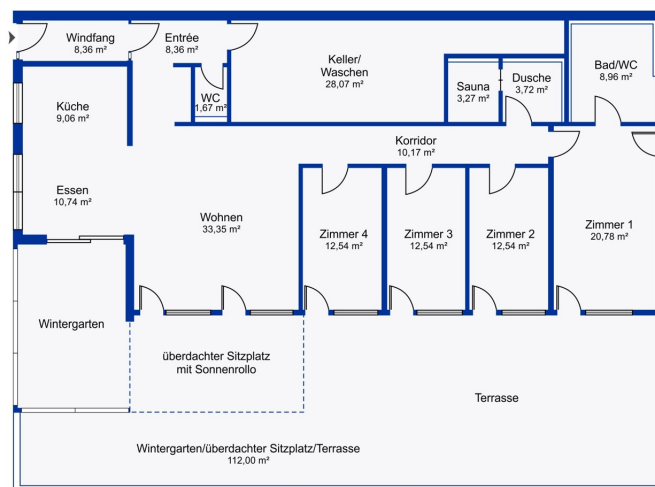 Windfang
8,36 m²
Entrée
8,36 m²
Keller/
Waschen
28,07 m²
Bad/WC
8,96 m²
Sauna
3,27 m²
Dusche
3,72 m²
WC
1,67 m²
Küche
9,06 m²
Korridor
10,17 m²
Essen
10,74 m²
Wohnen
33,35 m²
Zimmer 4
12,54 m²
Zimmer 3
12,54 m²
Zimmer 2
12,54 m²
Zimmer 1
20,78 m²
Wintergarten
überdachter Sitzplatz
mit Sonnenrollo
Terrasse
Wintergarten/überdachter Sitzplatz/Terrasse
112,00 m²